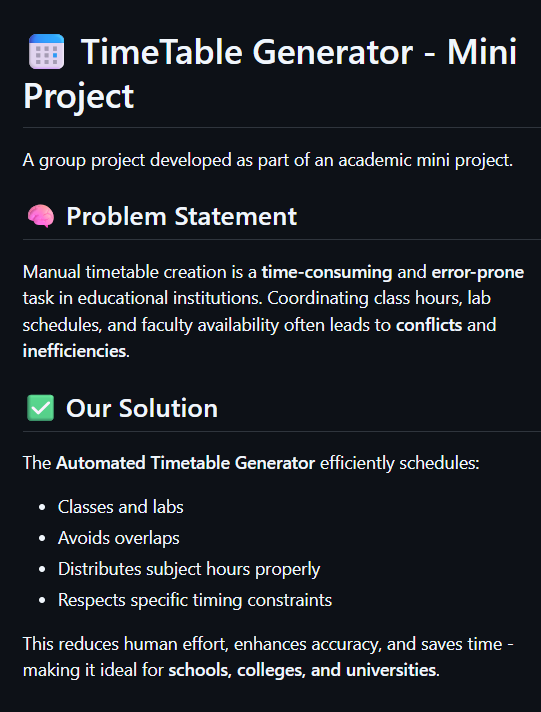 TimeTable Generator - Mini
Project
A group project developed as part of an academic mini project.
Problem Statement
Manual timetable creation is a time-consuming and error-prone
task in educational institutions. Coordinating class hours, lab
schedules, and faculty availability often leads to conflicts and
inefficiencies.
Our Solution
The Automated Timetable Generator efficiently schedules:
• Classes and labs
• Avoids overlaps
• Distributes subject hours properly
• Respects specific timing constraints
This reduces human effort, enhances accuracy, and saves time -
making it ideal for schools, colleges, and universities.